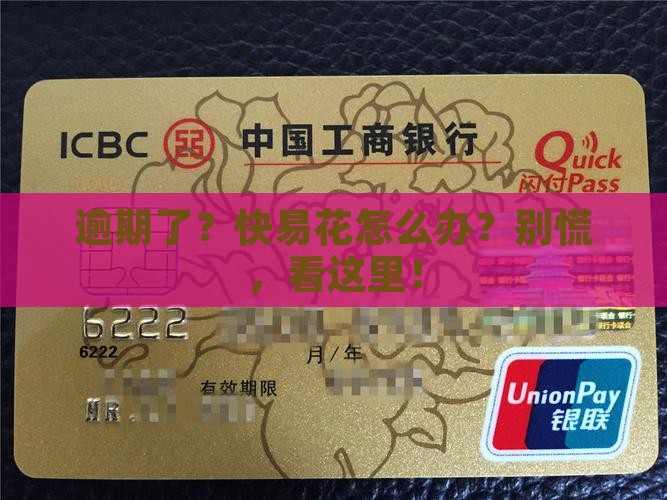 ICBC 中国工商银行
Quick
闪付Pass
逾期了？快易花怎么办？别慌
，看这里！
6222
6222
月/年
有效期限
MR.
UnionPay
银联